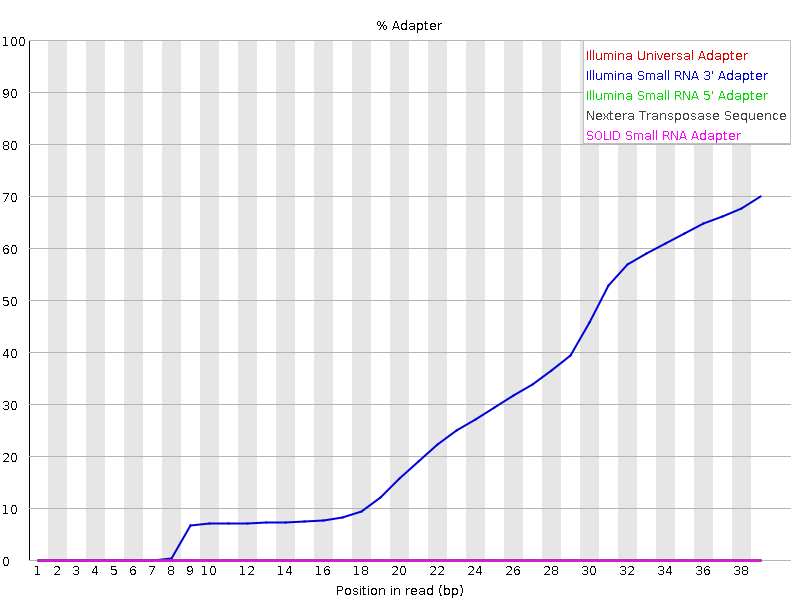 % Adapter
100
90
80
70
60
50
40
30
20
10
0
Illumina Universal Adapter
Illumina Small RNA 3' Adapter
Illumina Small RNA 5' Adapter
Nextera Transposase Sequence
SOLID Small RNA Adapter
1 2 3 4 5 6 7 8 9 10 12 14 16 18 20 22 24 26 28 30 32 34 36 38
Position in read (bp)